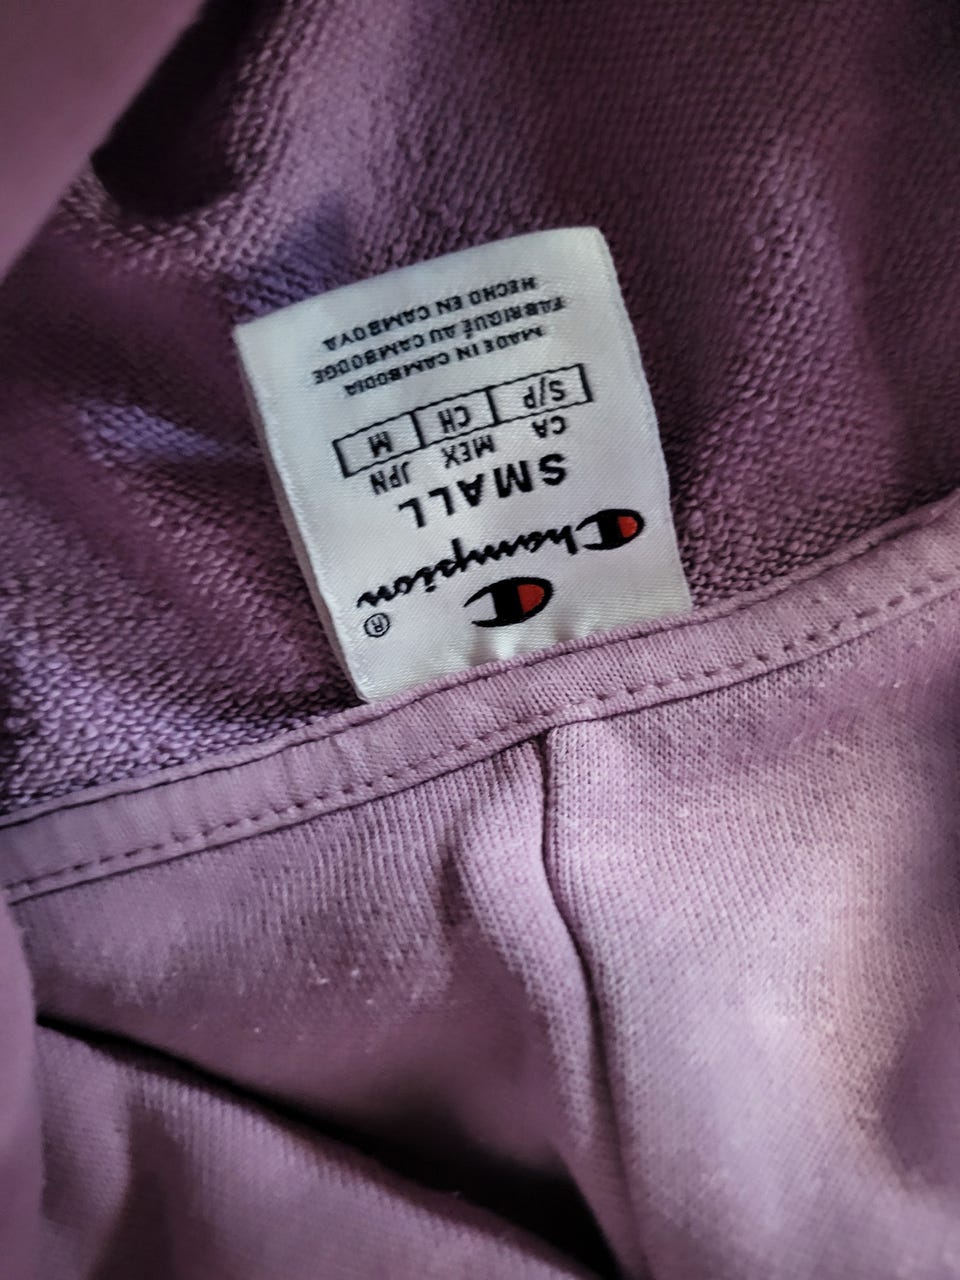 Champion®
SMALL
CA MEX JPN
S/P CH M
MADE IN CAMBODIA
FABRIQUÉ AU CAMBODGE
HECHO EN CAMBOYA